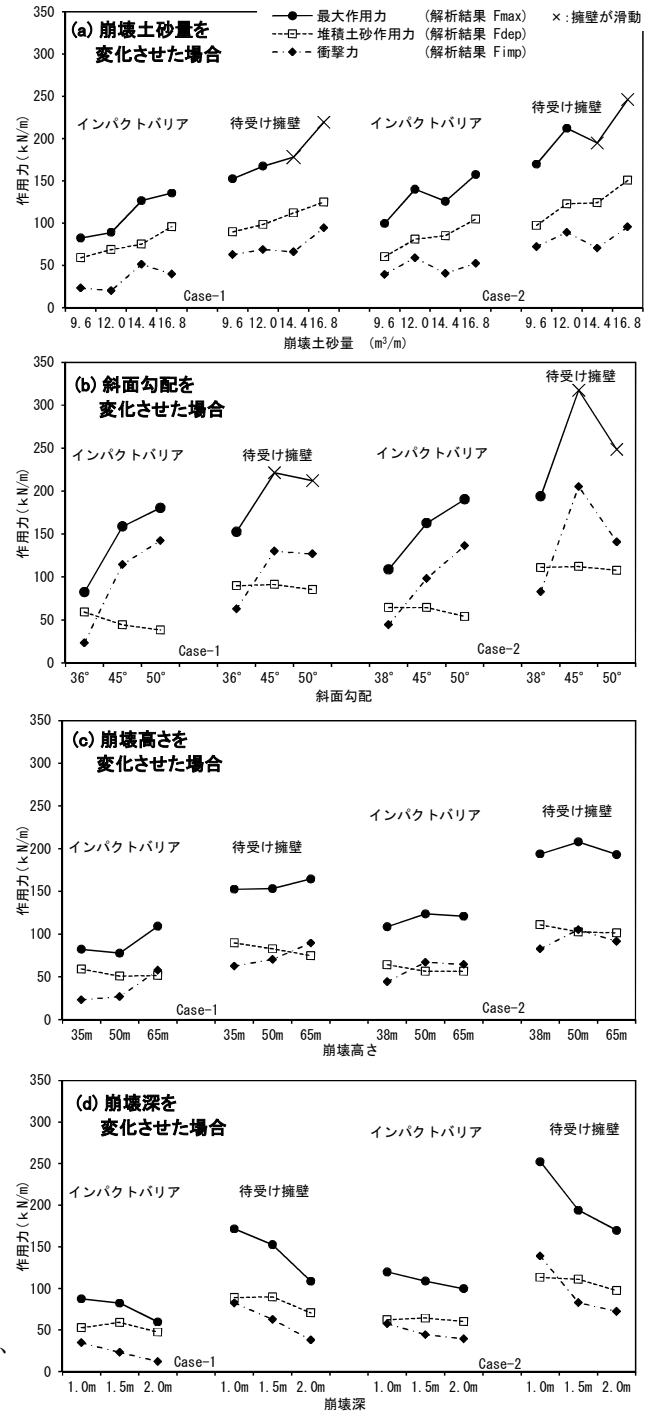 350
300
250
200
150
100
50
0
作用力(ｋN/m)
(a) 崩壊土砂量を
変化させた場合
最大作用力 (解析結果 Fmax)
堆積土砂作用力 (解析結果 Fdep)
衝撃力 (解析結果 Fimp)
×:擁壁が滑動
インパクトバリア 待受け擁壁 インパクトバリア 待受け擁壁
Case-1 Case-2
9.6 12.0 14.4 16.8 9.6 12.0 14.4 16.8 9.6 12.0 14.4 16.8 9.6 12.0 14.4 16.8
崩壊土砂量 (m³/m)
350
300
250
200
150
100
50
0
作用力(ｋN/m)
(b) 斜面勾配を
変化させた場合
インパクトバリア 待受け擁壁 インパクトバリア 待受け擁壁
Case-1 Case-2
36° 45° 50° 36° 45° 50° 38° 45° 50° 38° 45° 50°
斜面勾配
350
300
250
200
150
100
50
0
作用力(ｋN/m)
(c) 崩壊高さを
変化させた場合
インパクトバリア 待受け擁壁 インパクトバリア 待受け擁壁
Case-1 Case-2
35m 50m 65m 35m 50m 65m 38m 50m 65m 38m 50m 65m
崩壊高さ
350
300
250
200
150
100
50
0
作用力(ｋN/m)
(d) 崩壊深を
変化させた場合
インパクトバリア 待受け擁壁 インパクトバリア 待受け擁壁
Case-1 Case-2
1.0m 1.5m 2.0m 1.0m 1.5m 2.0m 1.0m 1.5m 2.0m 1.0m 1.5m 2.0m
崩壊深
、